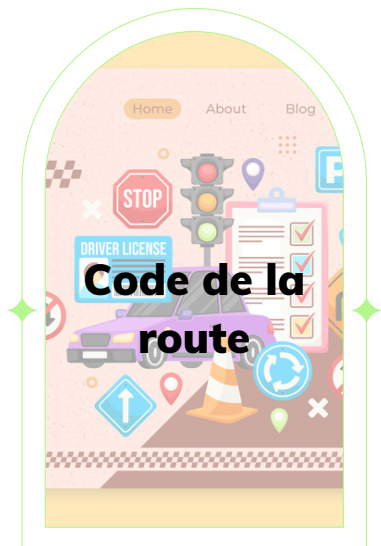 Home About Blog
P
STOP
DRIVER LICENSE
Code de la
route